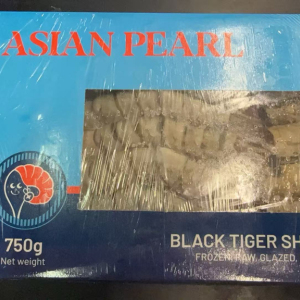 ASIAN PEARL
750g
Net weight
BLACK TIGER SH
FROZEN, RAW, GLAZED,